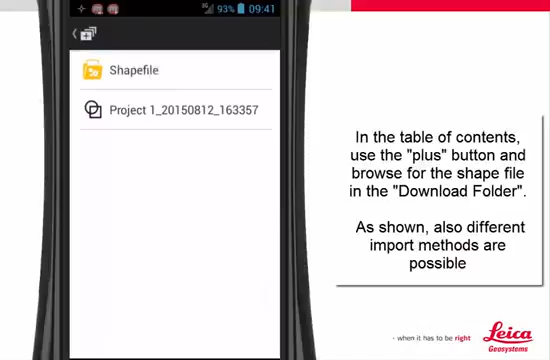 3G 93% 09:41
Shapefile
Project 1_20150812_163357
In the table of contents,
use the "plus" button and
browse for the shape file
in the "Download Folder".
As shown, also different
import methods are
possible
- when it has to be right
Leica
Geosystems